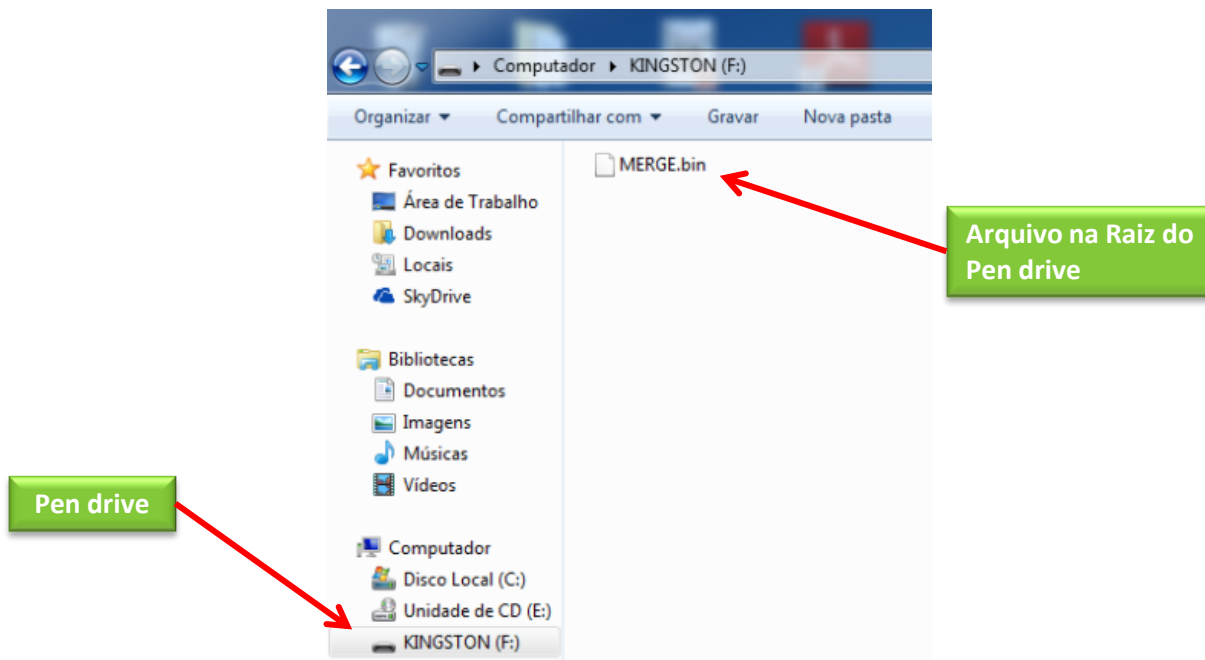 Computador ▸ KINGSTON (F:)
Organizar Compartilhar com Gravar Nova pasta
Favoritos
Área de Trabalho
Downloads
Locais
SkyDrive
Bibliotecas
Documentos
Imagens
Músicas
Vídeos
Computador
Disco Local (C:)
Unidade de CD (E:)
KINGSTON (F:)
MERGE.bin
Arquivo na Raiz do
Pen drive
Pen drive